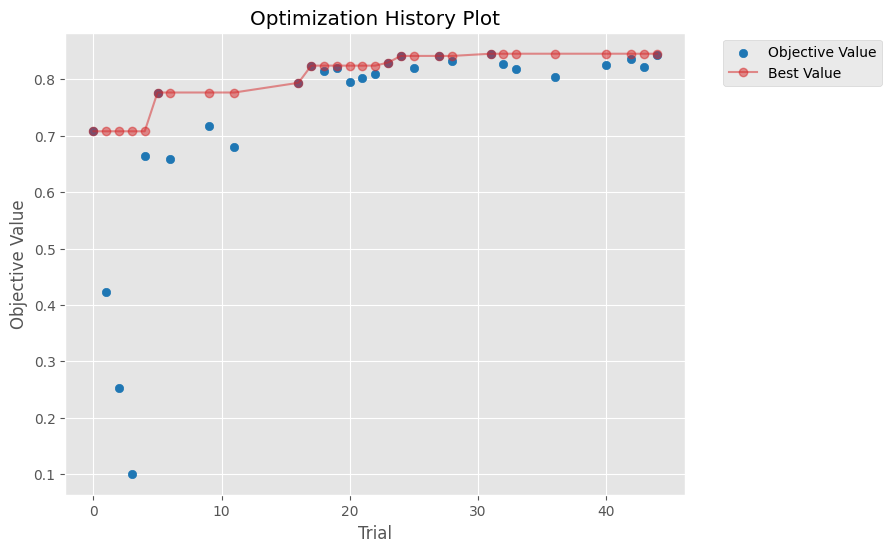 Optimization History Plot
Objective Value
Best Value
Objective Value
0.8
0.7
0.6
0.5
0.4
0.3
0.2
0.1
0 10 20 30 40
Trial